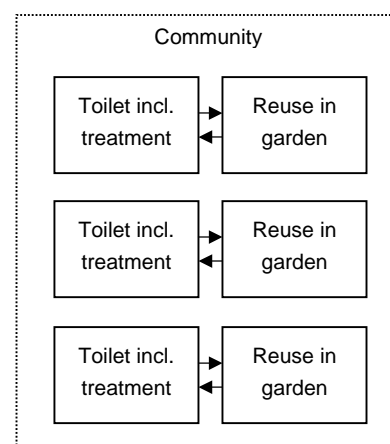 Community
Toilet incl.
treatment
Reuse in
garden
Toilet incl.
treatment
Reuse in
garden
Toilet incl.
treatment
Reuse in
garden